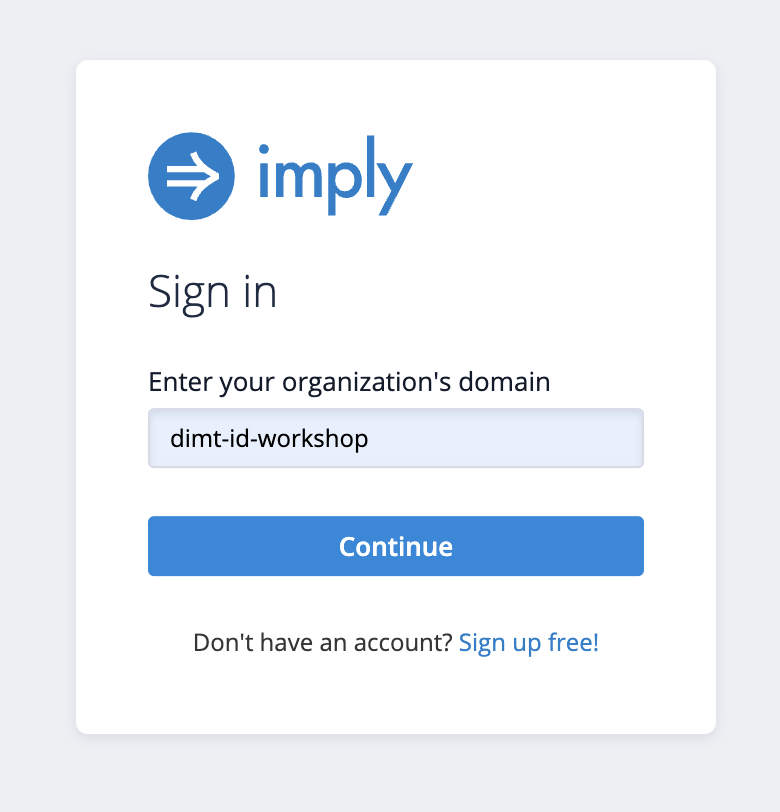 imply
Sign in
Enter your organization's domain
dimt-id-workshop
Continue
Don't have an account? Sign up free!